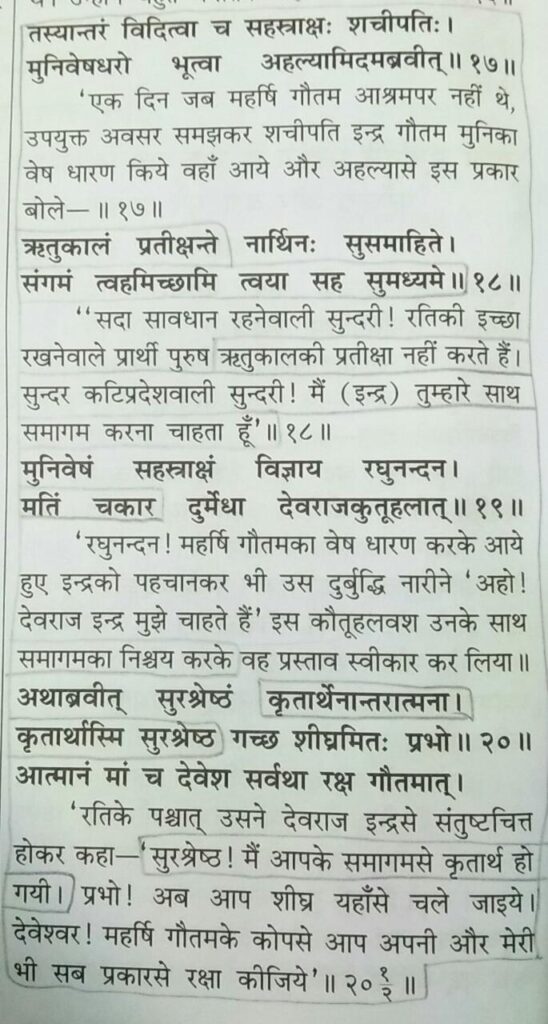 तस्यान्तरं विदित्वा च सहस्त्राक्षः शचीपतिः।
मुनिवेषधरो भूत्वा अहल्यामिदमब्रवीत्॥१७॥
'एक दिन जब महर्षि गौतम आश्रमपर नहीं थे,
उपयुक्त अवसर समझकर शचीपति इन्द्र गौतम मुनिका
वेष धारण किये वहाँ आये और अहल्यासे इस प्रकार
बोले—॥१७॥
ऋतुकालं प्रतीक्षन्ते नार्थिनः सुसमाहिते।
संगमं त्वहमिच्छामि त्वया सह सुमध्यमे॥१८॥
''सदा सावधान रहनेवाली सुन्दरी! रतिकी इच्छा
रखनेवाले प्रार्थी पुरुष ऋतुकालकी प्रतीक्षा नहीं करते हैं।
सुन्दर कटिप्रदेशवाली सुन्दरी! मैं (इन्द्र) तुम्हारे साथ
समागम करना चाहता हूँ'॥१८॥
मुनिवेषं सहस्त्राक्षं विज्ञाय रघुनन्दन।
मतिं चकार दुर्मेधा देवराजकुतूहलात्॥१९॥
'रघुनन्दन! महर्षि गौतमका वेष धारण करके आये
हुए इन्द्रको पहचानकर भी उस दुर्बुद्धि नारीने 'अहो!
देवराज इन्द्र मुझे चाहते हैं' इस कौतूहलवश उनके साथ
समागमका निश्चय करके वह प्रस्ताव स्वीकार कर लिया॥
अथाब्रवीत् सुरश्रेष्ठं कृतार्थेनान्तरात्मना।
कृतार्थास्मि सुरश्रेष्ठ गच्छ शीघ्रमितः प्रभो॥२०॥
आत्मानं मां च देवेश सर्वथा रक्ष गौतमात्।
'रतिके पश्चात् उसने देवराज इन्द्रसे संतुष्टचित्त
होकर कहा—'सुरश्रेष्ठ! मैं आपके समागमसे कृतार्थ हो
गयी। प्रभो! अब आप शीघ्र यहाँसे चले जाइये।
देवेश्वर! महर्षि गौतमके कोपसे आप अपनी और मेरी
भी सब प्रकारसे रक्षा कीजिये'॥२०१/२॥